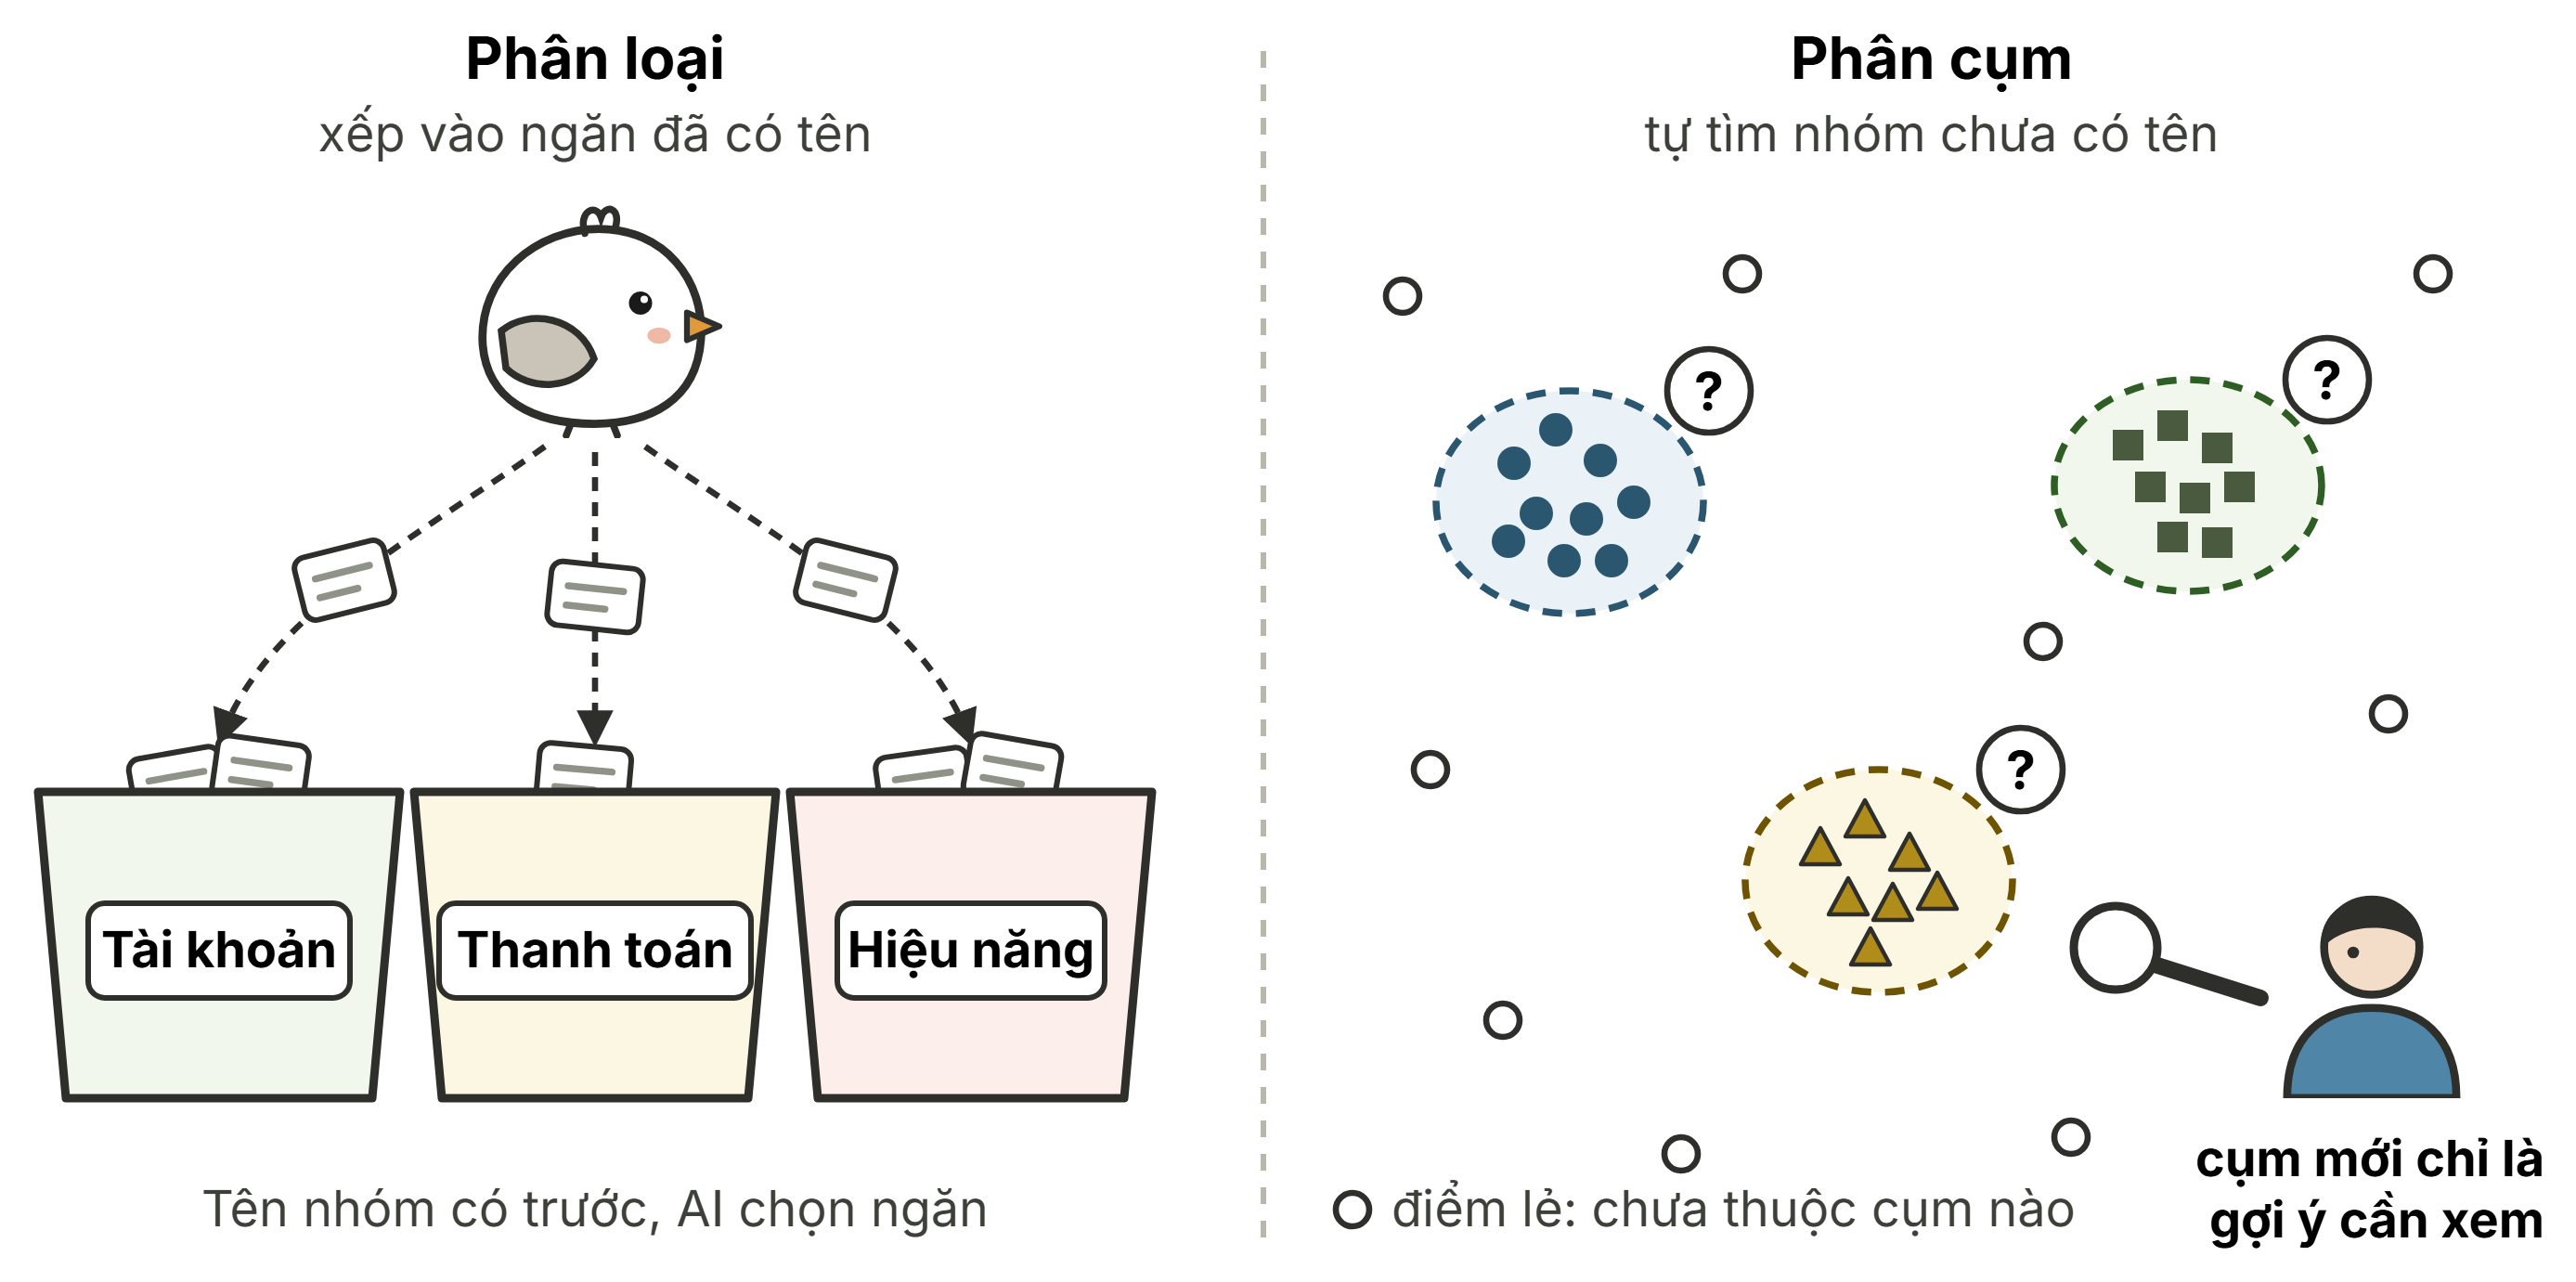 Phân loại
xếp vào ngăn đã có tên
Tài khoản
Thanh toán
Hiệu năng
Tên nhóm có trước, AI chọn ngăn
Phân cụm
tự tìm nhóm chưa có tên
?
?
?
điểm lẻ: chưa thuộc cụm nào
cụm mới chỉ là
gợi ý cần xem